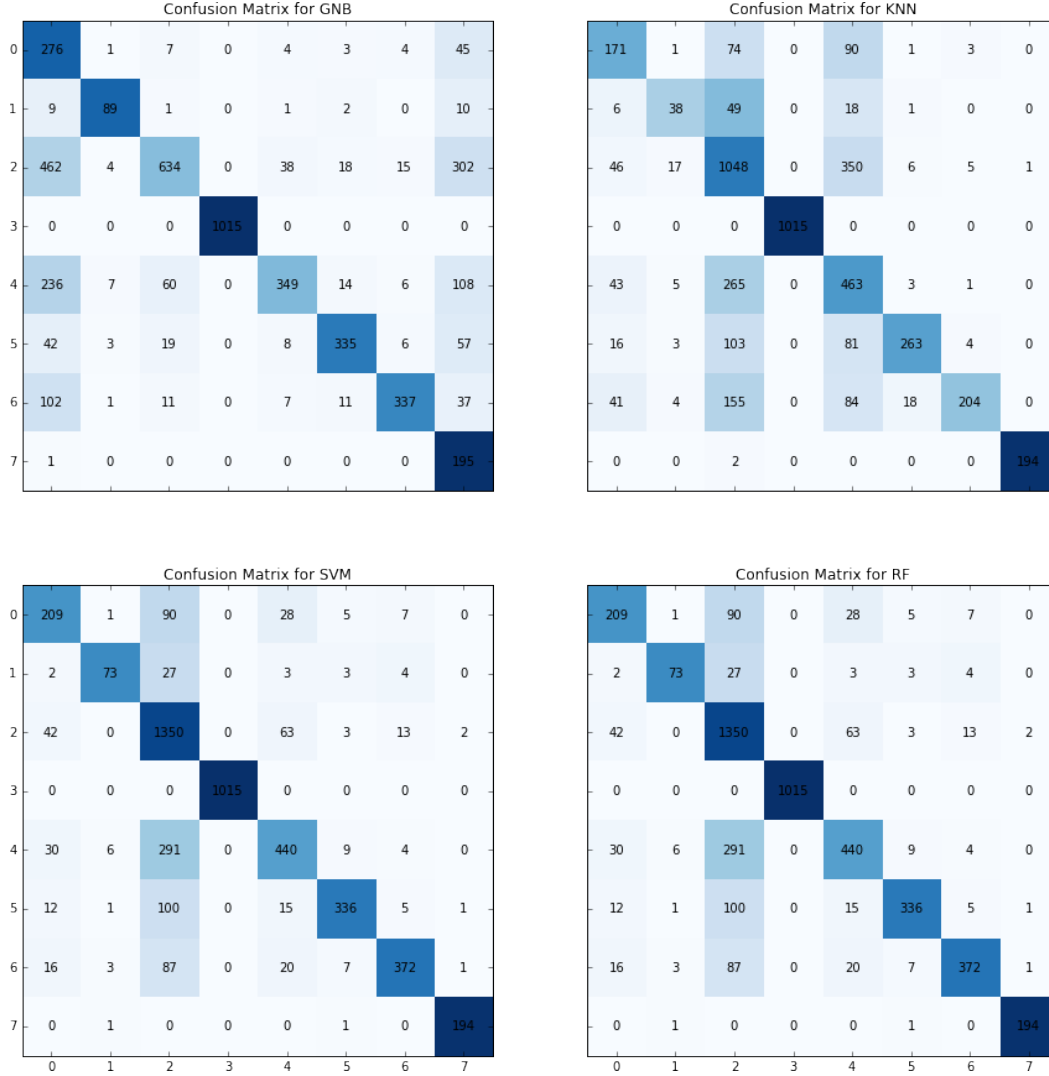 Confusion Matrix for GNB
0 276 1 7 0 4 3 4 45
1 9 89 1 0 1 2 0 10
2 462 4 634 0 38 18 15 302
3 0 0 0 1015 0 0 0 0
4 236 7 60 0 349 14 6 108
5 42 3 19 0 8 335 6 57
6 102 1 11 0 7 11 337 37
7 1 0 0 0 0 0 0 195
Confusion Matrix for KNN
171 1 74 0 90 1 3 0
6 38 49 0 18 1 0 0
46 17 1048 0 350 6 5 1
0 0 0 1015 0 0 0 0
43 5 265 0 463 3 1 0
16 3 103 0 81 263 4 0
41 4 155 0 84 18 204 0
0 0 2 0 0 0 0 194
Confusion Matrix for SVM
0 209 1 90 0 28 5 7 0
1 2 73 27 0 3 3 4 0
2 42 0 1350 0 63 3 13 2
3 0 0 0 1015 0 0 0 0
4 30 6 291 0 440 9 4 0
5 12 1 100 0 15 336 5 1
6 16 3 87 0 20 7 372 1
7 0 1 0 0 0 1 0 194
0 1 2 3 4 5 6 7
Confusion Matrix for RF
209 1 90 0 28 5 7 0
2 73 27 0 3 3 4 0
42 0 1350 0 63 3 13 2
0 0 0 1015 0 0 0 0
30 6 291 0 440 9 4 0
12 1 100 0 15 336 5 1
16 3 87 0 20 7 372 1
0 1 0 0 0 1 0 194
0 1 2 3 4 5 6 7